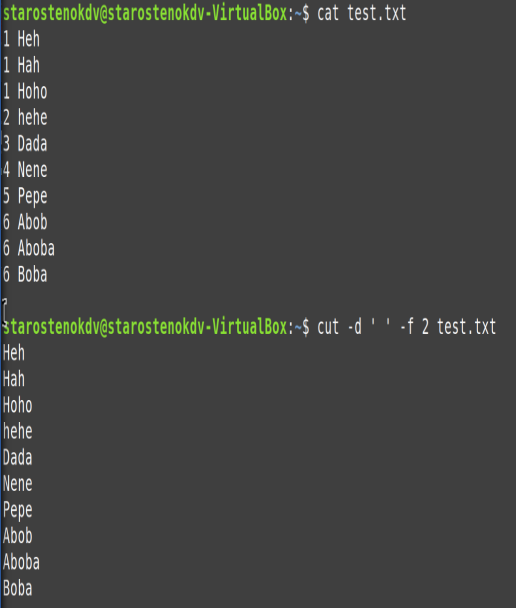 starostenokdv@starostenokdv-VirtualBox:~$ cat test.txt
1 Heh
1 Hah
1 Hoho
2 hehe
3 Dada
4 Nene
5 Pepe
6 Abob
6 Aboba
6 Boba
starostenokdv@starostenokdv-VirtualBox:~$ cut -d ' ' -f 2 test.txt
Heh
Hah
Hoho
hehe
Dada
Nene
Pepe
Abob
Aboba
Boba